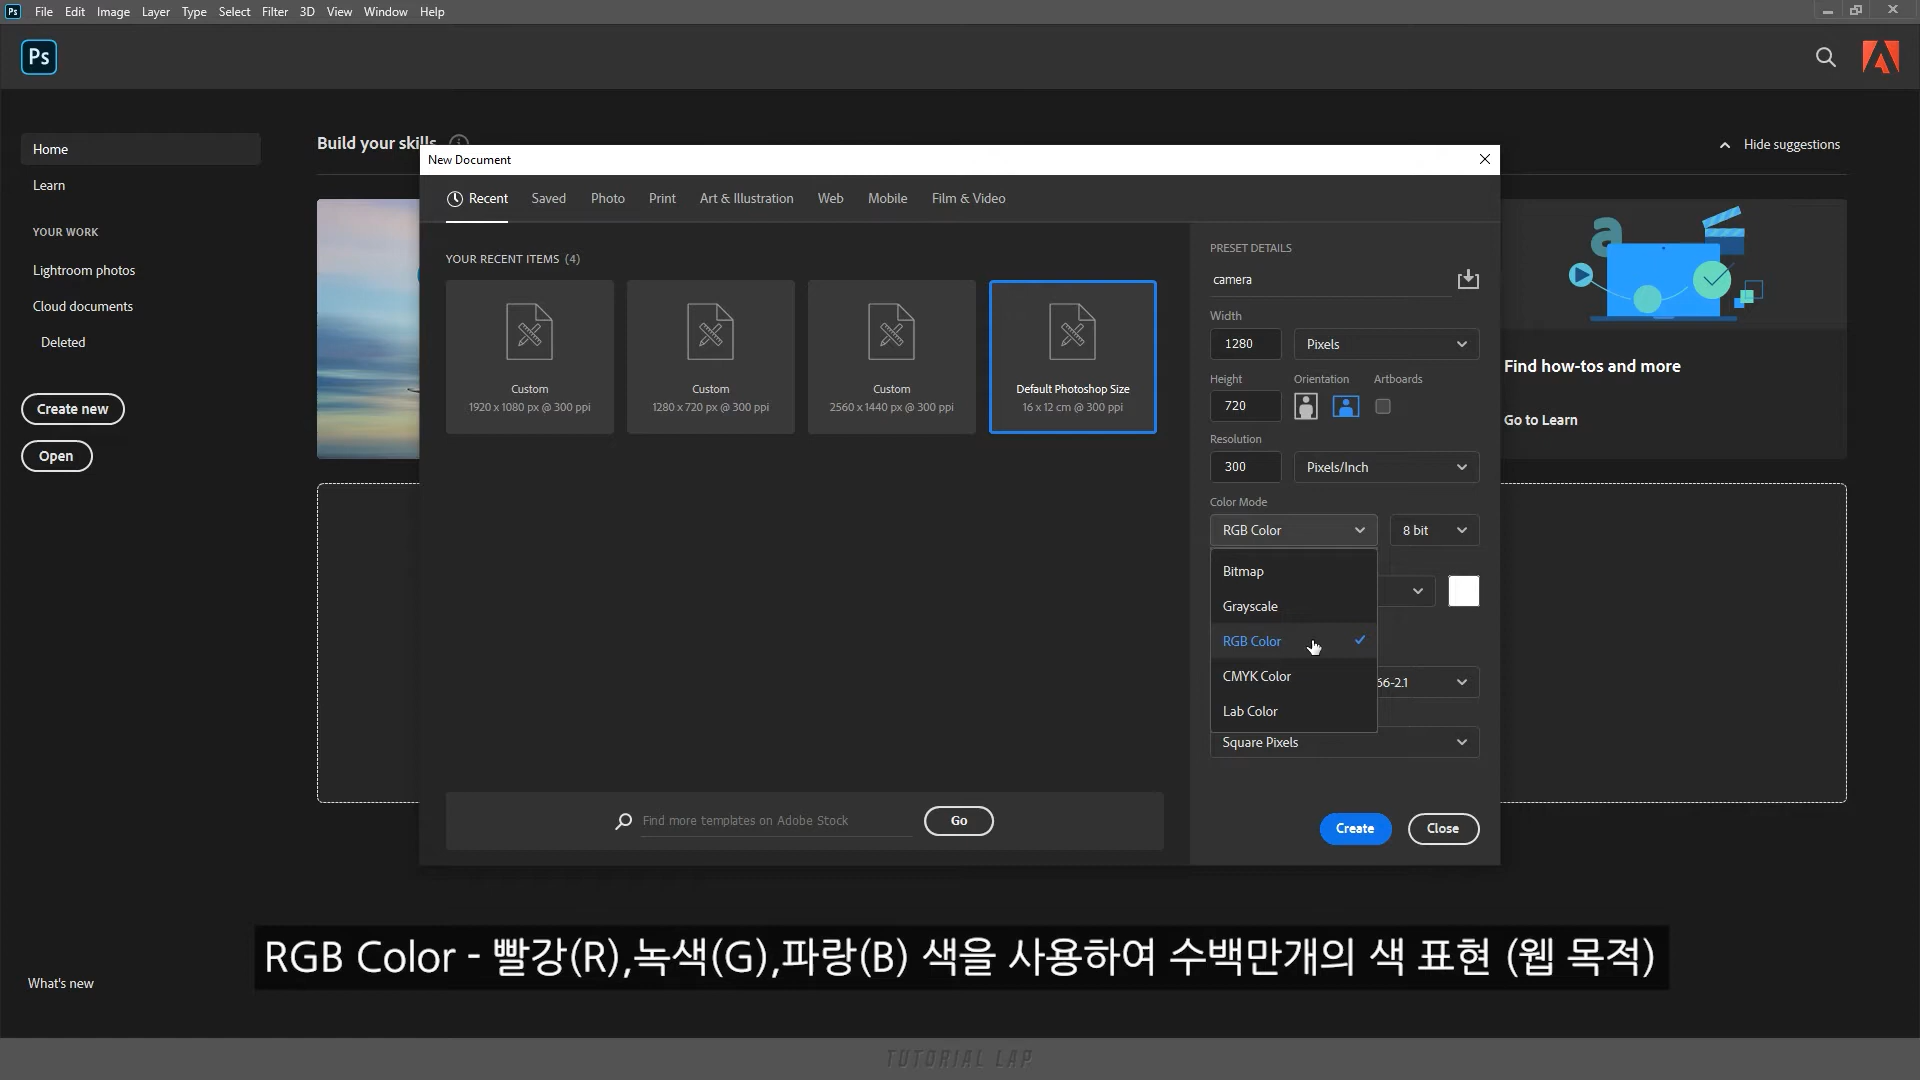 Ps File Edit Image Layer Type Select Filter 3D View Window Help
Ps
Home
Learn
YOUR WORK
Lightroom photos
Cloud documents
Deleted
Create new
Open
What's new
Build your skills
Hide suggestions
New Document
Recent Saved Photo Print Art & Illustration Web Mobile Film & Video
YOUR RECENT ITEMS (4)
Custom
1920 x 1080 px @ 300 ppi
Custom
1280 x 720 px @ 300 ppi
Custom
2560 x 1440 px @ 300 ppi
Default Photoshop Size
16 x 12 cm @ 300 ppi
Find more templates on Adobe Stock
Go
PRESET DETAILS
camera
Width
1280 Pixels
Height Orientation Artboards
720
Resolution
300 Pixels/Inch
Color Mode
RGB Color 8 bit
Bitmap
Grayscale
RGB Color
CMYK Color
66-2.1
Lab Color
Square Pixels
Create Close
a
Find how-tos and more
Go to Learn
RGB Color - 빨강(R),녹색(G),파랑(B) 색을 사용하여 수백만개의 색 표현 (웹 목적)
TUTORIAL LAP